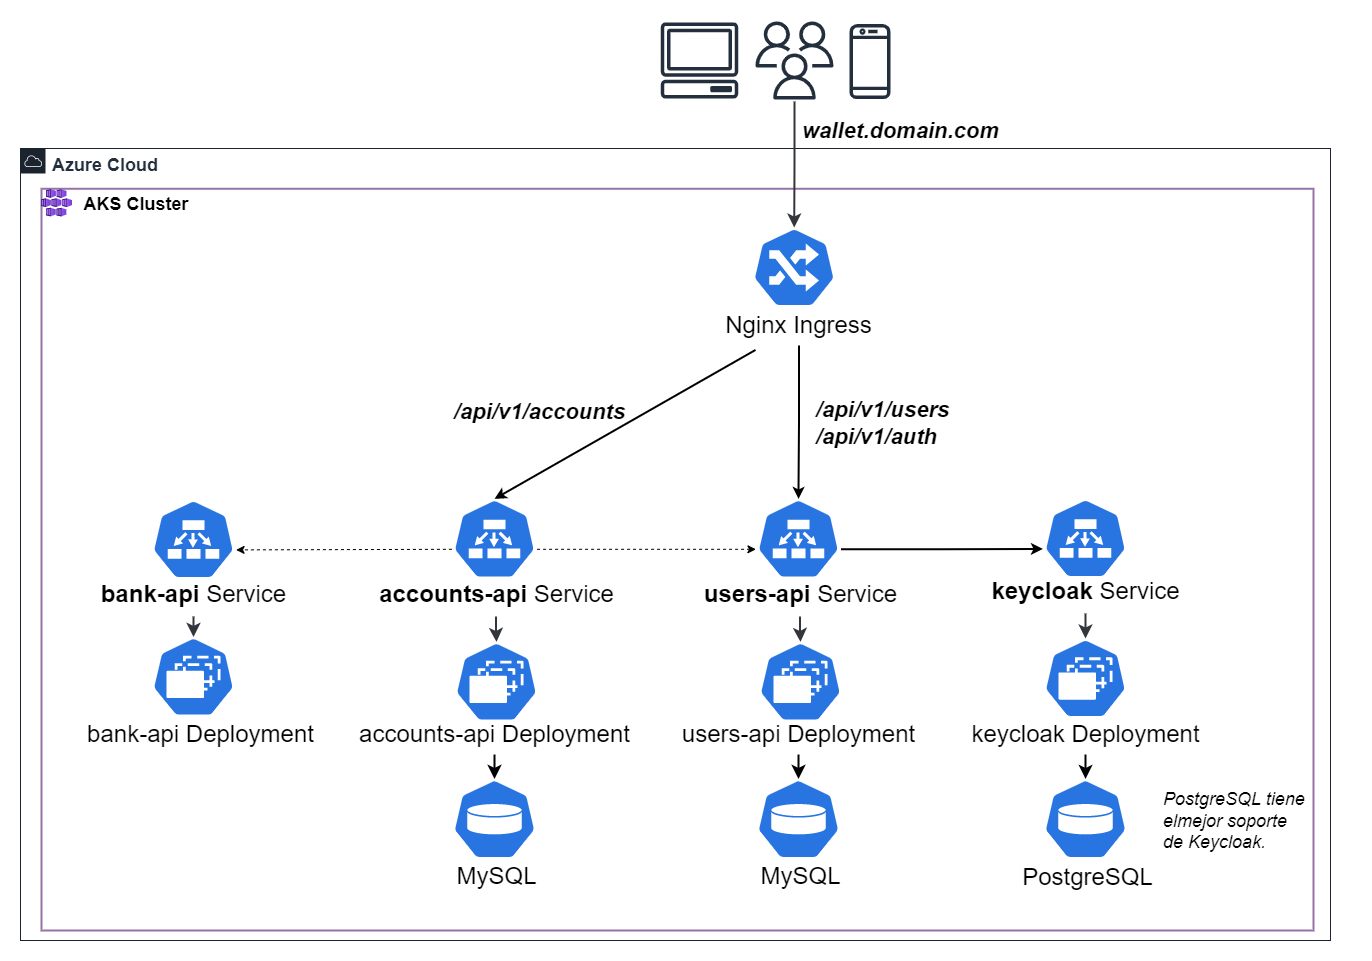 wallet.domain.com
Azure Cloud
AKS Cluster
Nginx Ingress
/api/v1/accounts
/api/v1/users
/api/v1/auth
bank-api Service
accounts-api Service
users-api Service
keycloak Service
bank-api Deployment
accounts-api Deployment
users-api Deployment
keycloak Deployment
PostgreSQL tiene
elmejor soporte
de Keycloak.
MySQL
MySQL
PostgreSQL